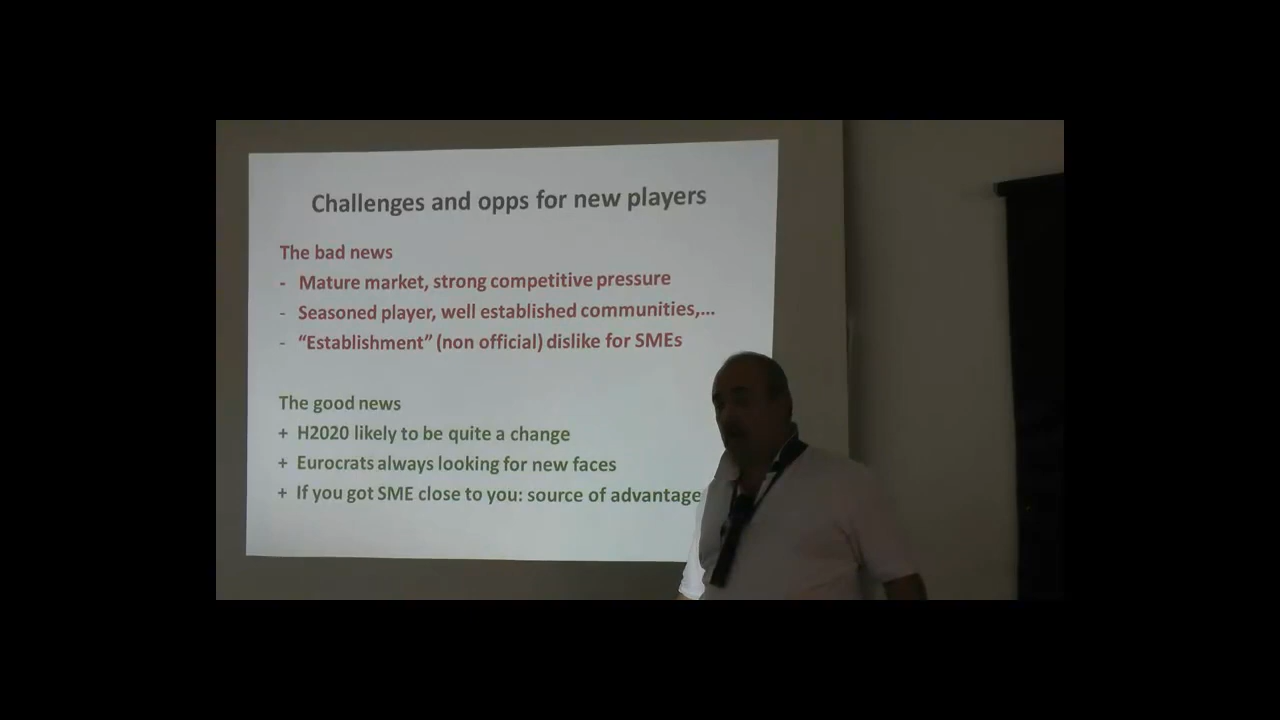 Challenges and opps for new players
The bad news
- Mature market, strong competitive pressure
- Seasoned player, well established communities,...
- “Establishment” (non official) dislike for SMEs
The good news
+ H2020 likely to be quite a change
+ Eurocrats always looking for new faces
+ If you got SME close to you: source of advantage